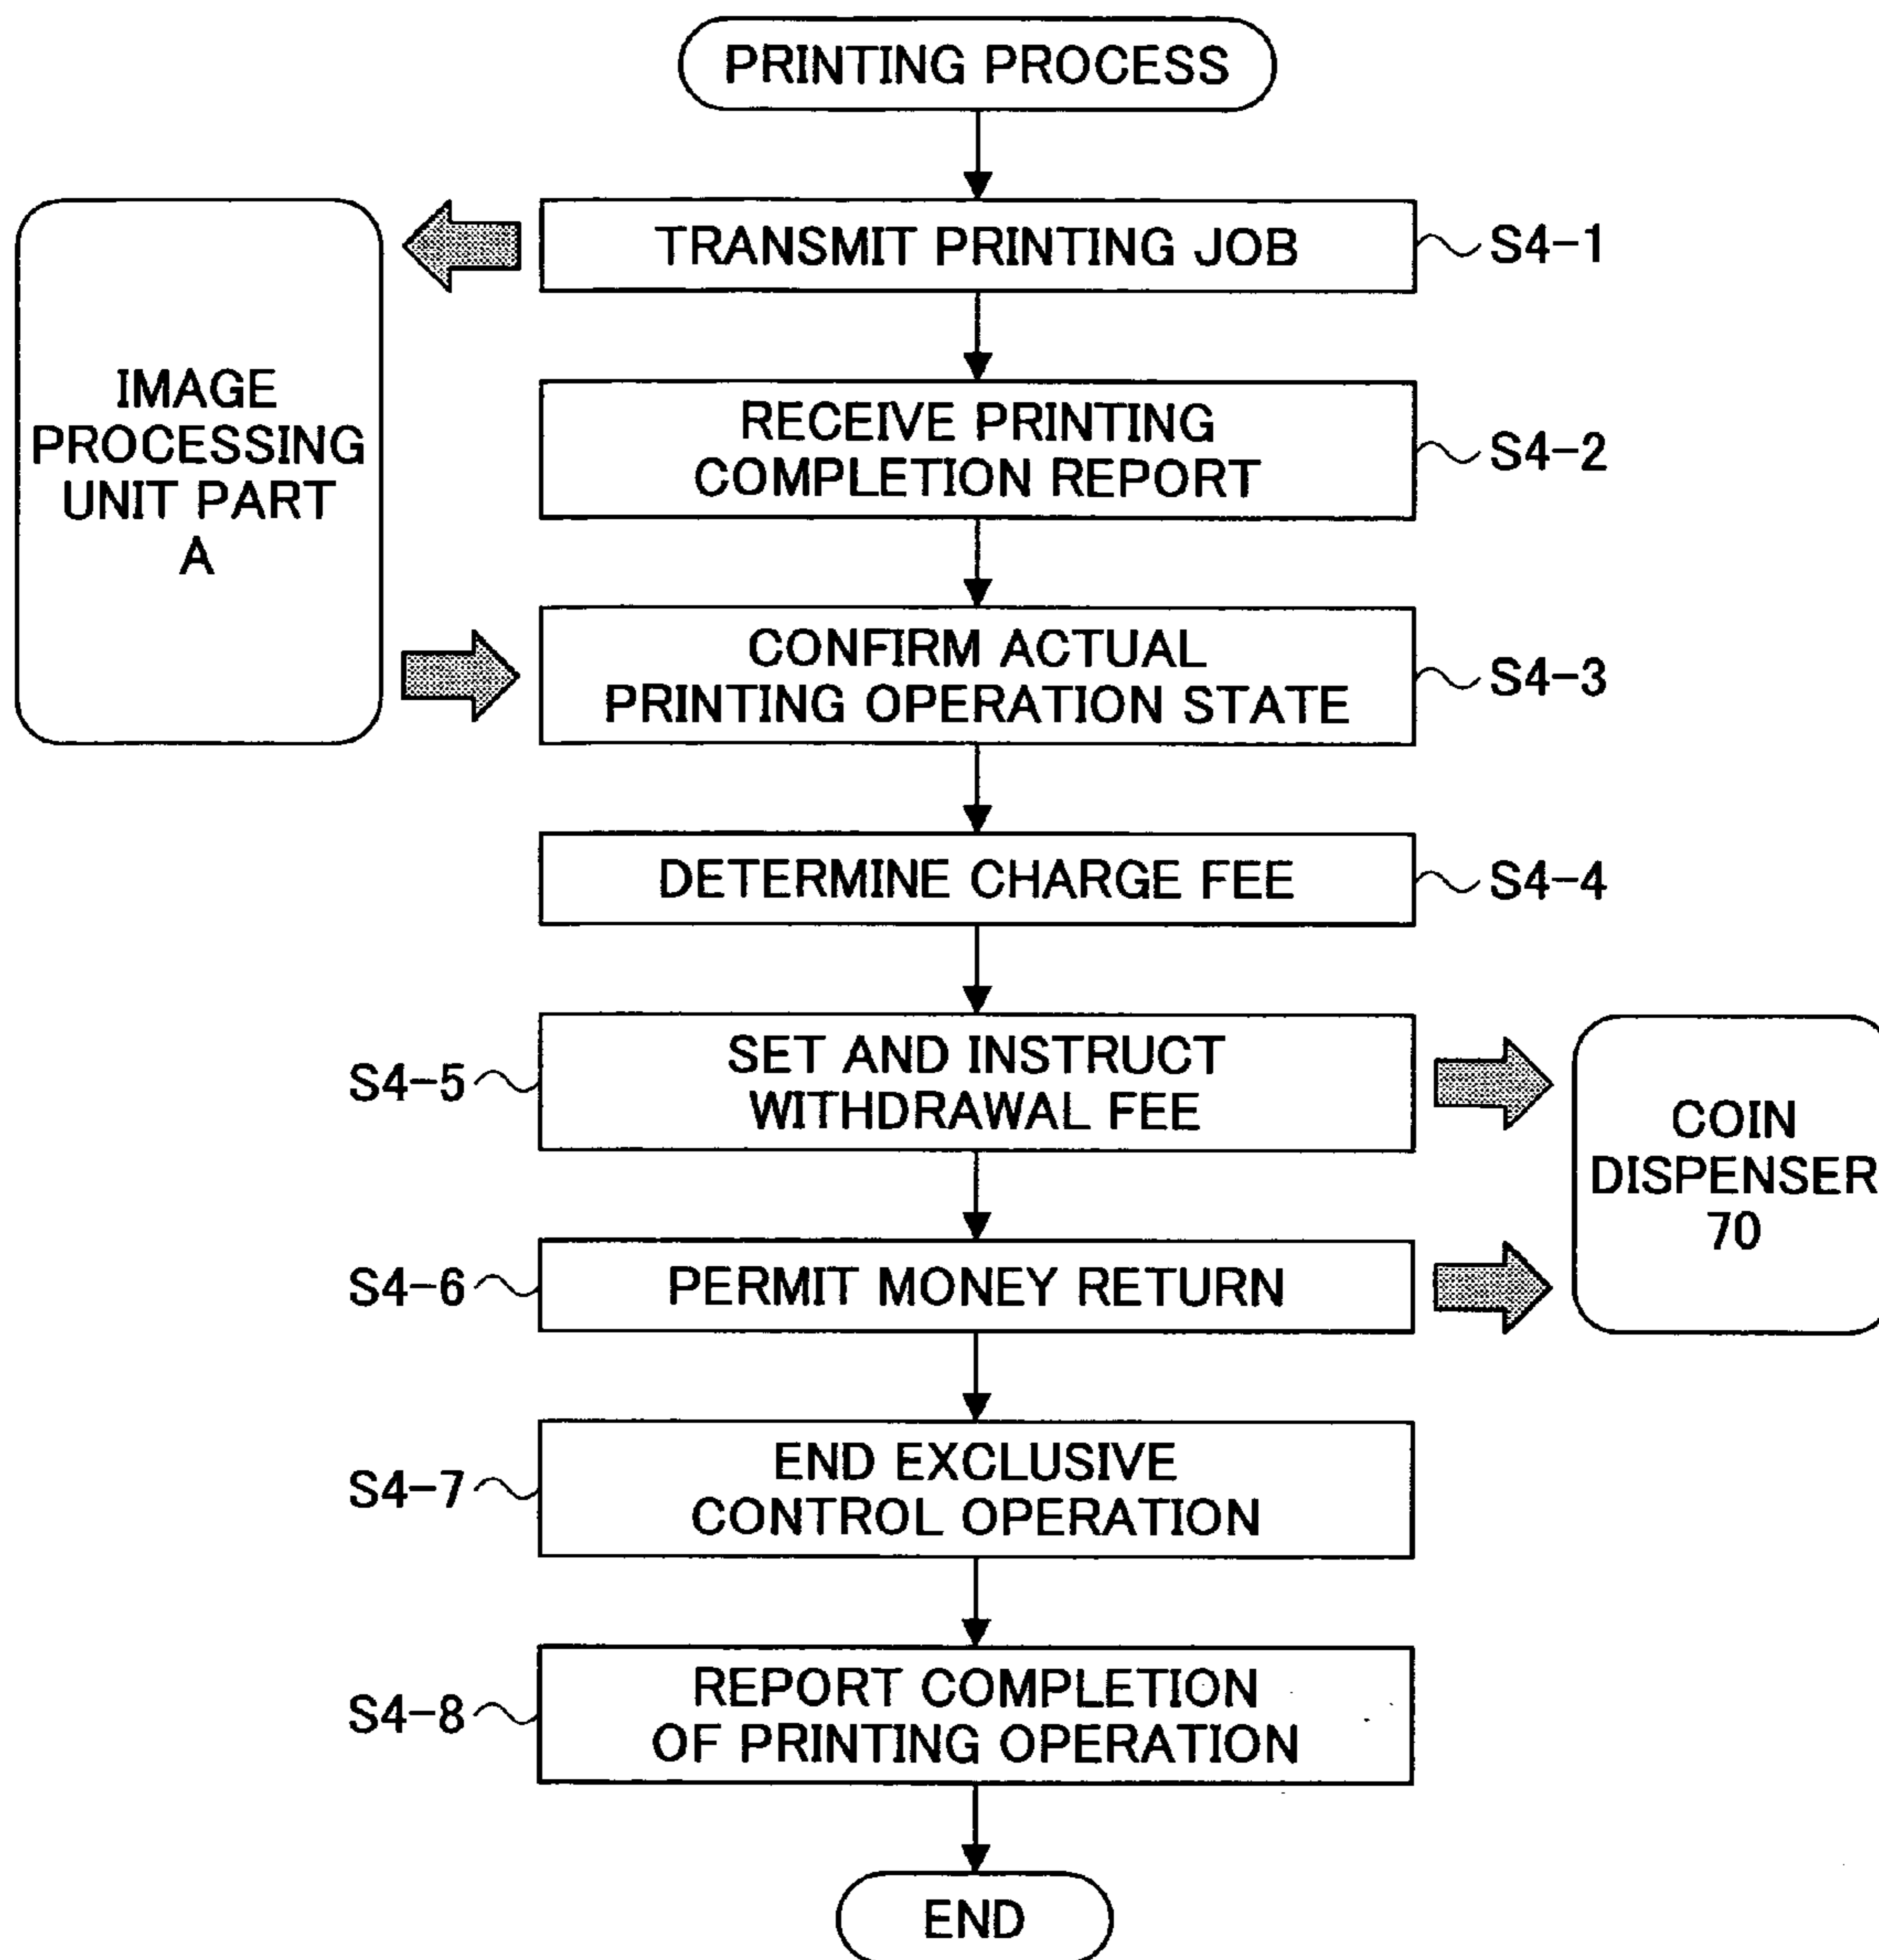 PRINTING PROCESS
TRANSMIT PRINTING JOB
S4-1
IMAGE
PROCESSING
UNIT PART
A
RECEIVE PRINTING
COMPLETION REPORT
S4-2
CONFIRM ACTUAL
PRINTING OPERATION STATE
S4-3
DETERMINE CHARGE FEE
S4-4
S4-5
SET AND INSTRUCT
WITHDRAWAL FEE
COIN
DISPENSER
70
S4-6
PERMIT MONEY RETURN
S4-7
END EXCLUSIVE
CONTROL OPERATION
S4-8
REPORT COMPLETION
OF PRINTING OPERATION
END